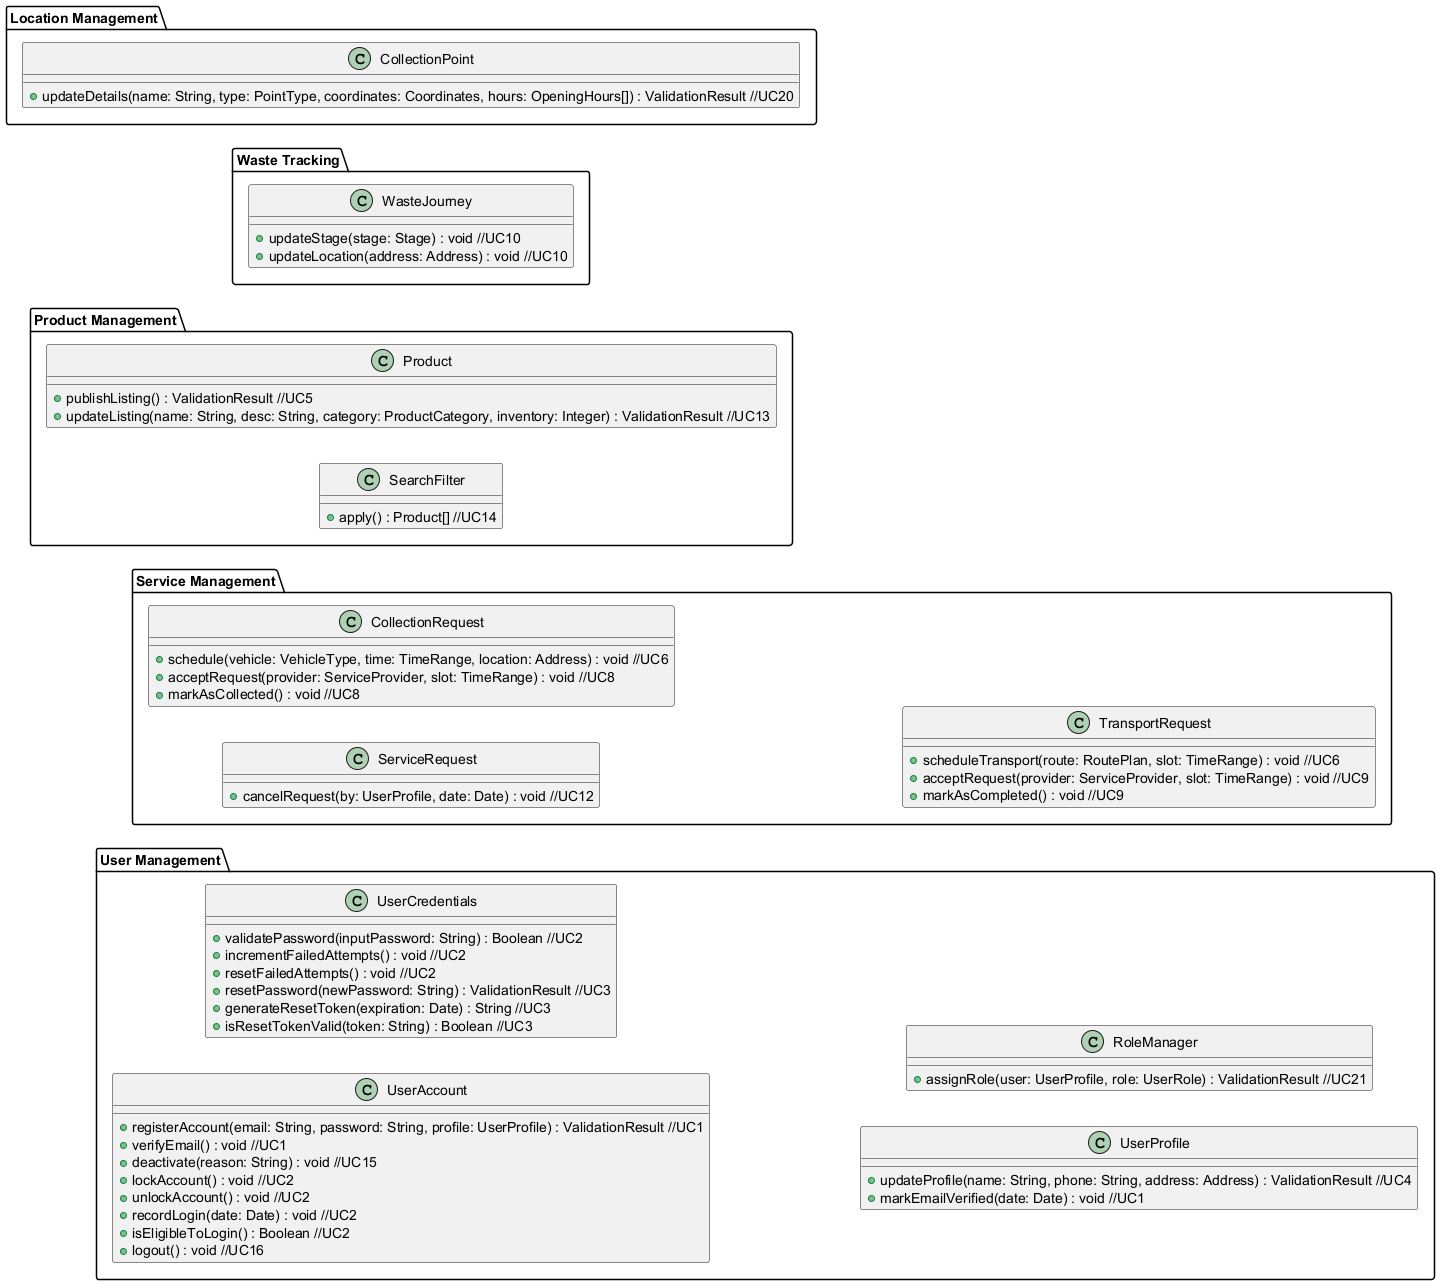 Location Management
CollectionPoint
updateDetails(name: String, type: PointType, coordinates: Coordinates, hours: OpeningHours[]) : ValidationResult //UC20
Waste Tracking
WasteJourney
updateStage(stage: Stage) : void //UC10
updateLocation(address: Address) : void //UC10
Product Management
Product
publishListing() : ValidationResult //UC5
updateListing(name: String, desc: String, category: ProductCategory, inventory: Integer) : ValidationResult //UC13
SearchFilter
apply() : Product[] //UC14
Service Management
CollectionRequest
schedule(vehicle: VehicleType, time: TimeRange, location: Address) : void //UC6
acceptRequest(provider: ServiceProvider, slot: TimeRange) : void //UC8
markAsCollected() : void //UC8
TransportRequest
scheduleTransport(route: RoutePlan, slot: TimeRange) : void //UC6
acceptRequest(provider: ServiceProvider, slot: TimeRange) : void //UC9
markAsCompleted() : void //UC9
ServiceRequest
cancelRequest(by: UserProfile, date: Date) : void //UC12
User Management
UserCredentials
validatePassword(inputPassword: String) : Boolean //UC2
incrementFailedAttempts() : void //UC2
resetFailedAttempts() : void //UC2
resetPassword(newPassword: String) : ValidationResult //UC3
generateResetToken(expiration: Date) : String //UC3
isResetTokenValid(token: String) : Boolean //UC3
RoleManager
assignRole(user: UserProfile, role: UserRole) : ValidationResult //UC21
UserAccount
registerAccount(email: String, password: String, profile: UserProfile) : ValidationResult //UC1
verifyEmail() : void //UC1
deactivate(reason: String) : void //UC15
lockAccount() : void //UC2
unlockAccount() : void //UC2
recordLogin(date: Date) : void //UC2
isEligibleToLogin() : Boolean //UC2
logout() : void //UC16
UserProfile
updateProfile(name: String, phone: String, address: Address) : ValidationResult //UC4
markEmailVerified(date: Date) : void //UC1